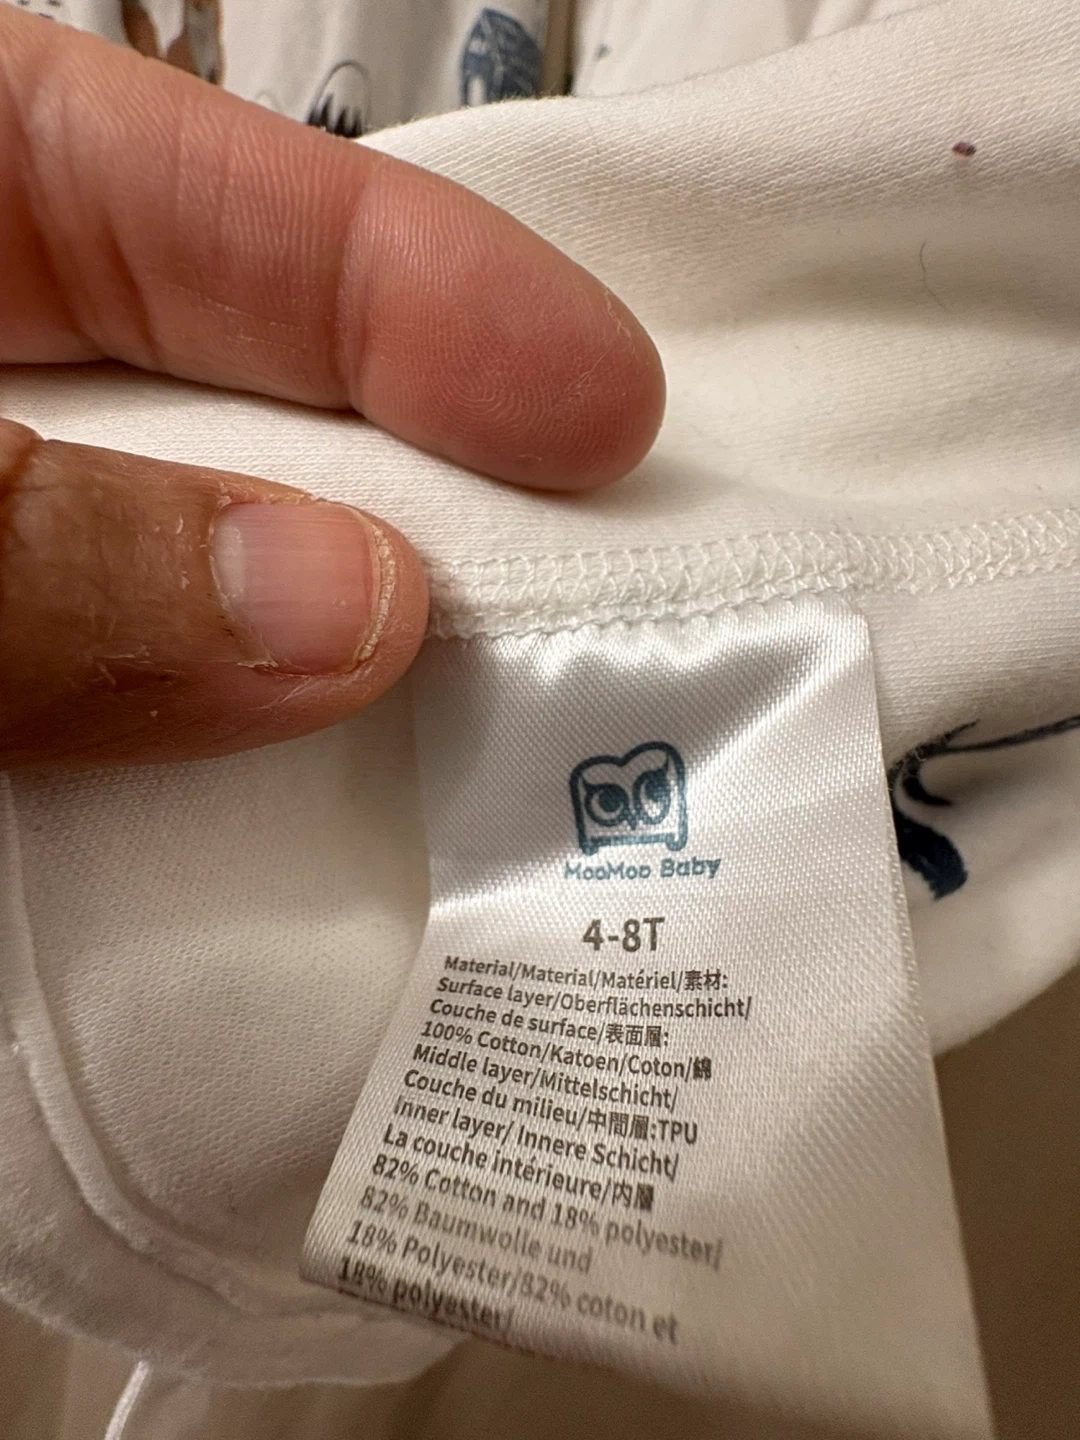 MooMoo Baby
4-8T
Material/Material/Matériel/素材:
Surface layer/Oberflächenschicht/
Couche de surface/表面層:
100% Cotton/Katoen/Coton/綿
Middle layer/Mittelschicht/
Couche du milieu/中間層:TPU
Inner layer/ Innere Schicht/
La couche intérieure/内層
82% Cotton and 18% polyester/
82% Baumwolle und
18% Polyester/82% coton et
18% polyester/